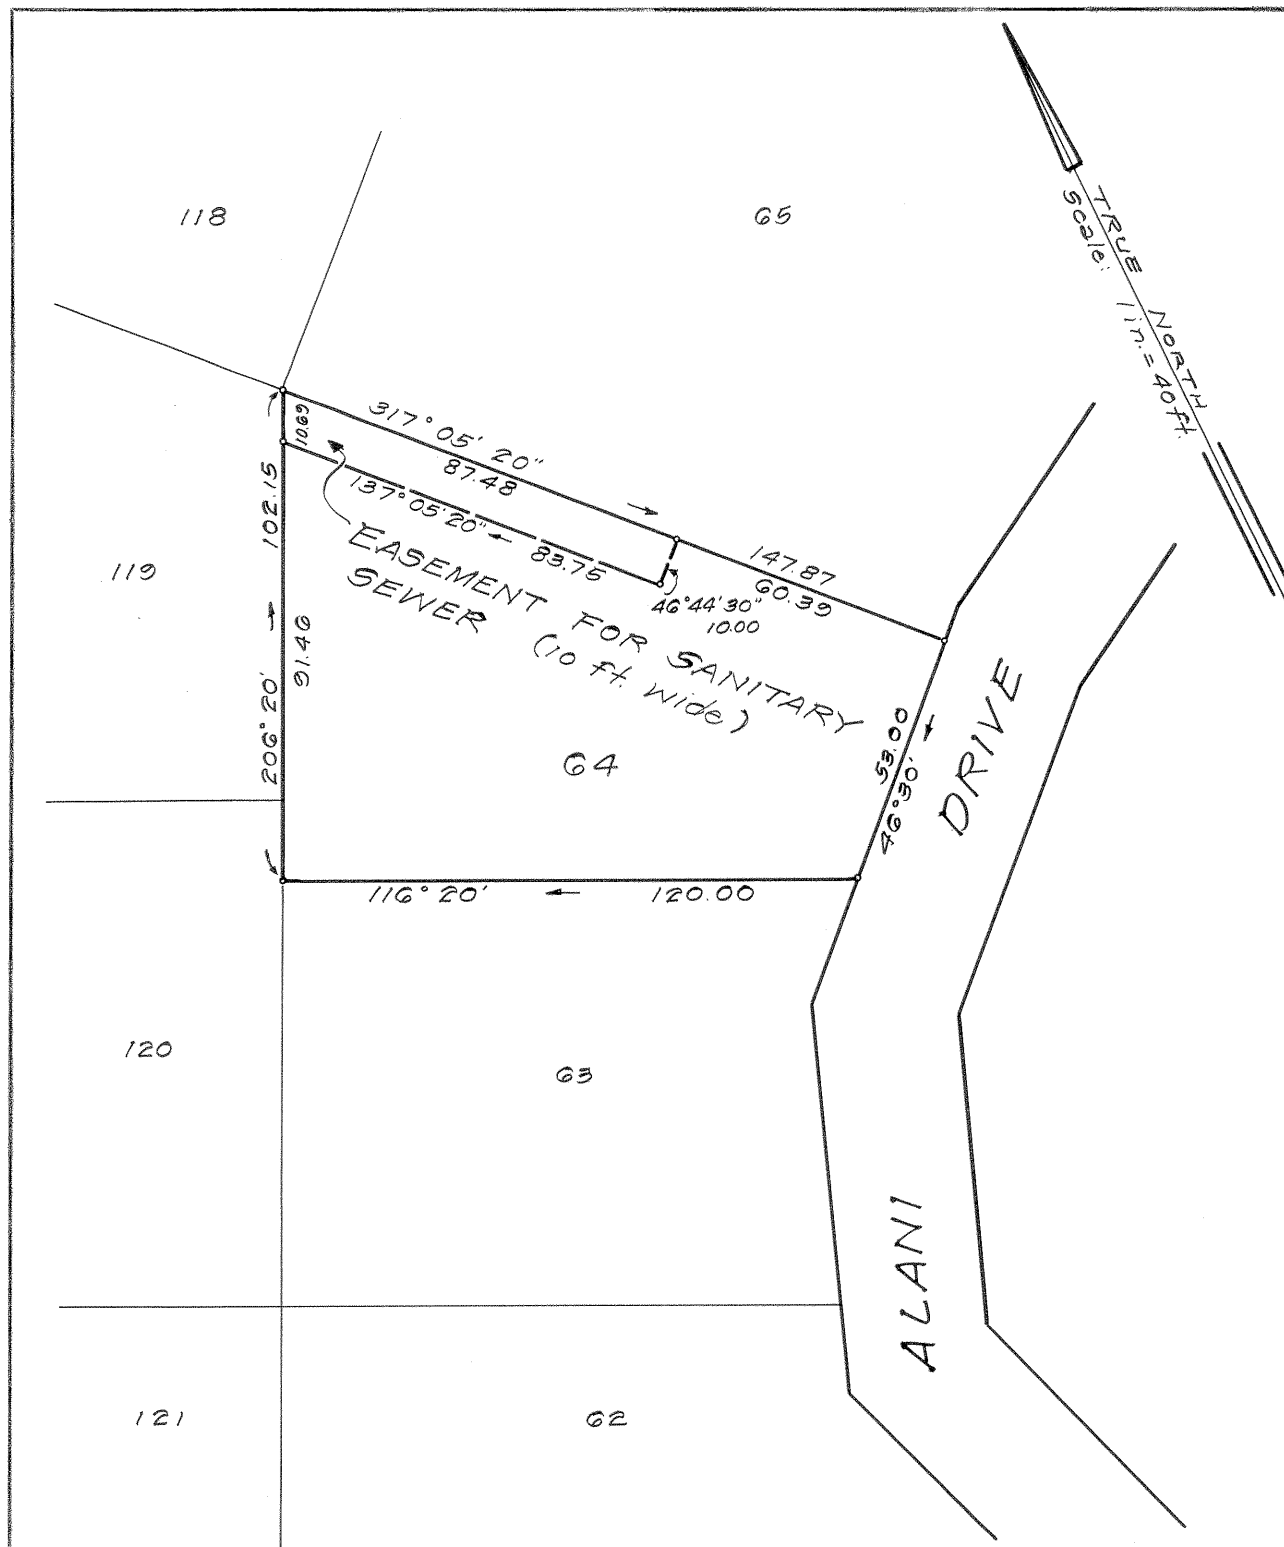 118
65
TRUE NORTH
Scale: 1 in. = 40 ft.
317° 05' 20"
87.48
10.69
137° 05' 20"
83.75
102.15
EASEMENT FOR SANITARY
SEWER (10 ft. wide)
147.87
60.39
46° 44' 30"
10.00
119
91.46
206° 20'
53.00
46° 30'
64
DRIVE
116° 20'
120.00
120
63
ALANI
121
62